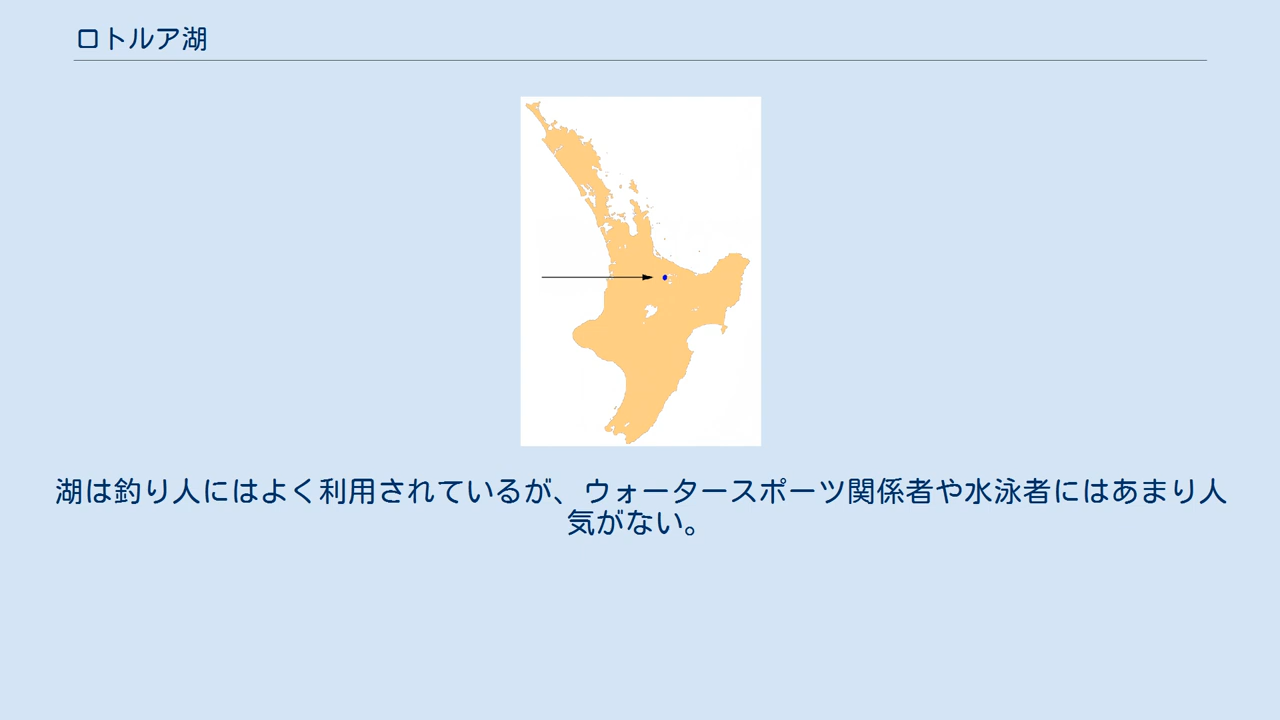 ロトルア湖
湖は釣り人にはよく利用されているが、ウォータースポーツ関係者や水泳者にはあまり人
気がない。